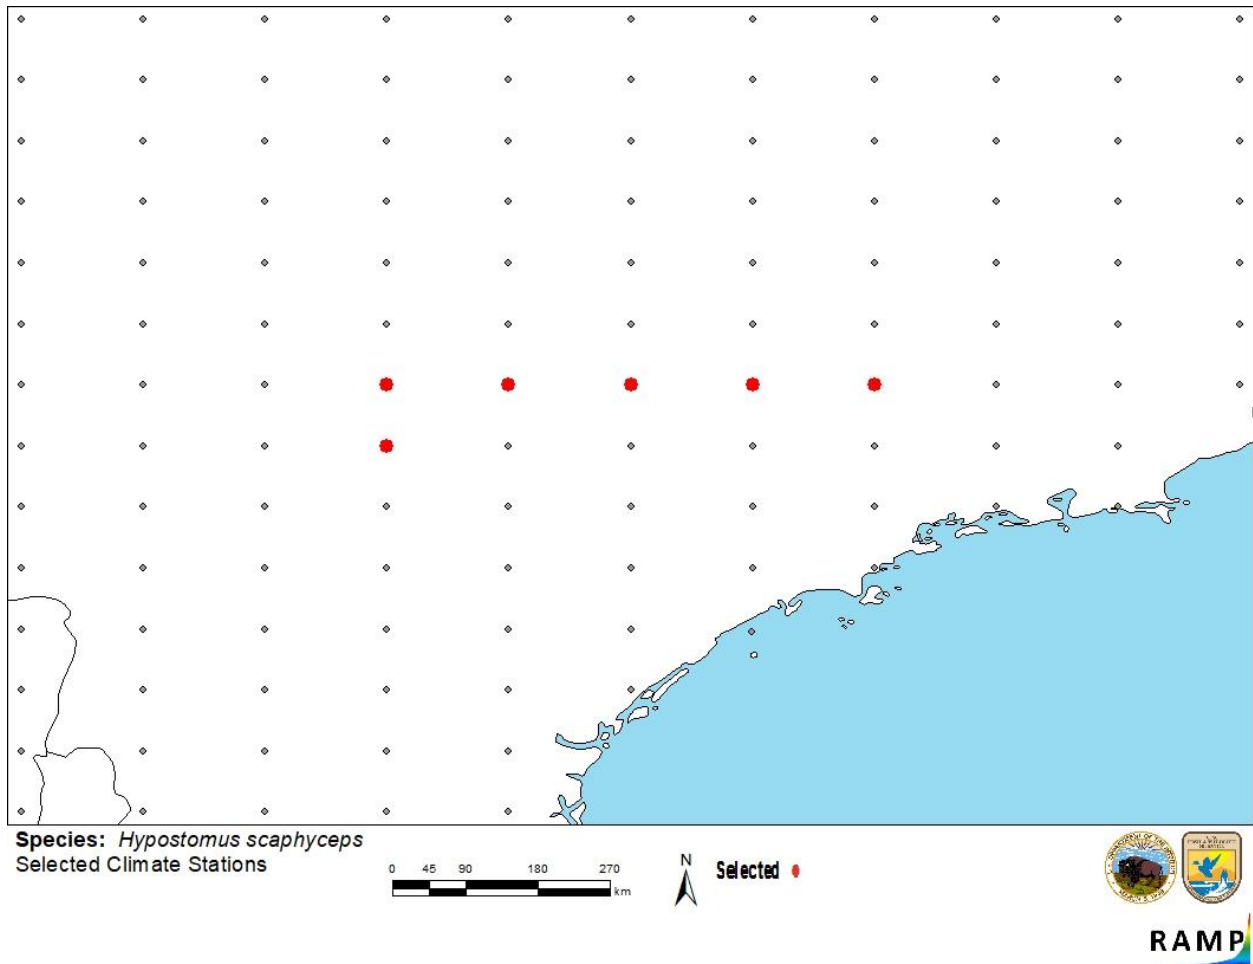 Species: Hypostomus scaphyceps
Selected Climate Stations
0 45 90 180 270
km
N
Selected
RAMP